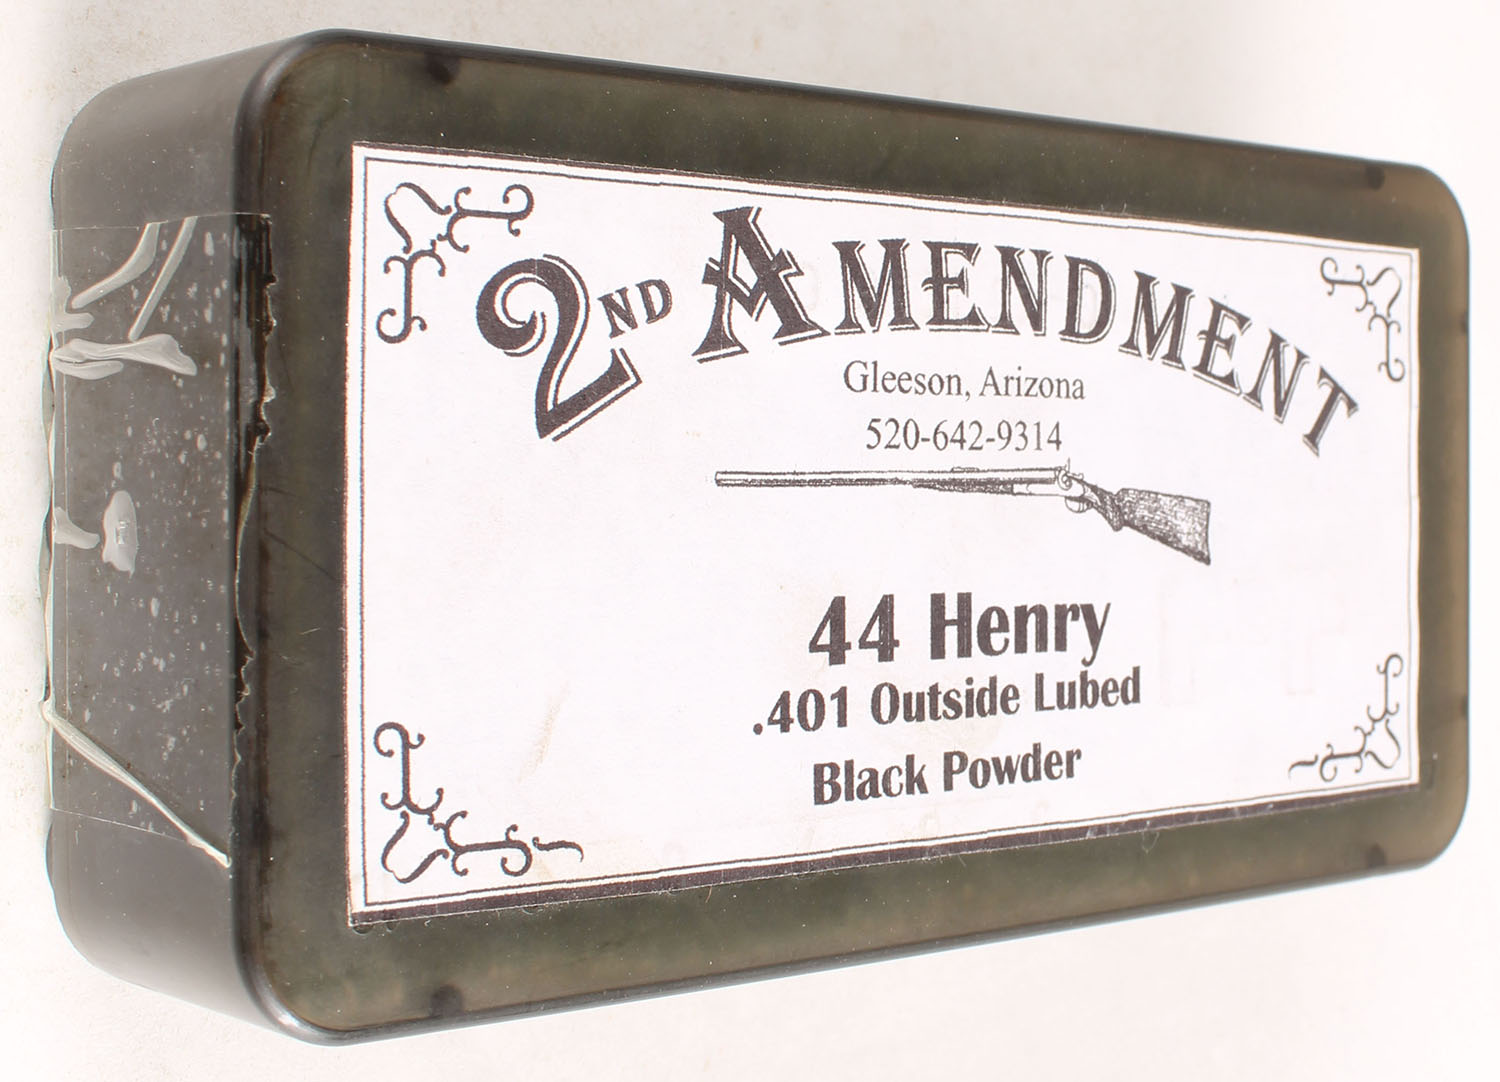 2ND AMENDMENT
Gleeson, Arizona
520-642-9314
44 Henry
.401 Outside Lubed
Black Powder